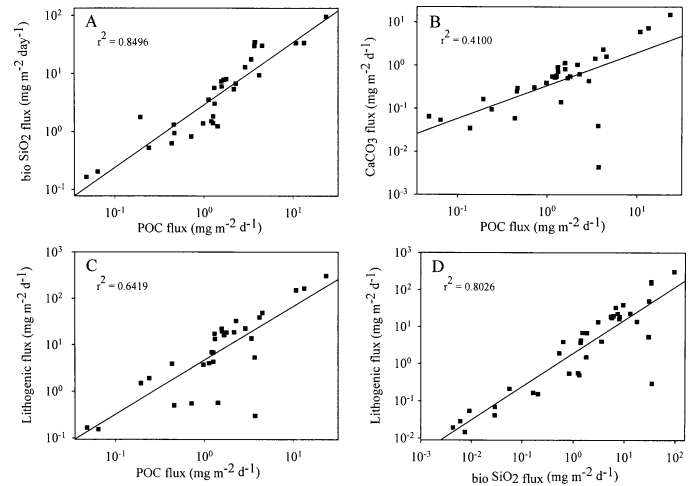 A
r² = 0.8496
bio SiO₂ flux (mg m⁻² day⁻¹)
10²
10¹
10⁰
10⁻¹
10⁻¹ 10⁰ 10¹
POC flux (mg m⁻² d⁻¹)
B
r² = 0.4100
CaCO₃ flux (mg m⁻² d⁻¹)
10¹
10⁰
10⁻¹
10⁻²
10⁻³
10⁻¹ 10⁰ 10¹
POC flux (mg m⁻² d⁻¹)
C
r² = 0.6419
Lithogenic flux (mg m⁻² d⁻¹)
10³
10²
10¹
10⁰
10⁻¹
10⁻¹ 10⁰ 10¹
POC flux (mg m⁻² d⁻¹)
D
r² = 0.8026
Lithogenic flux (mg m⁻² d⁻¹)
10³
10²
10¹
10⁰
10⁻¹
10⁻²
10⁻³ 10⁻² 10⁻¹ 10⁰ 10¹ 10²
bio SiO₂ flux (mg m⁻² d⁻¹)